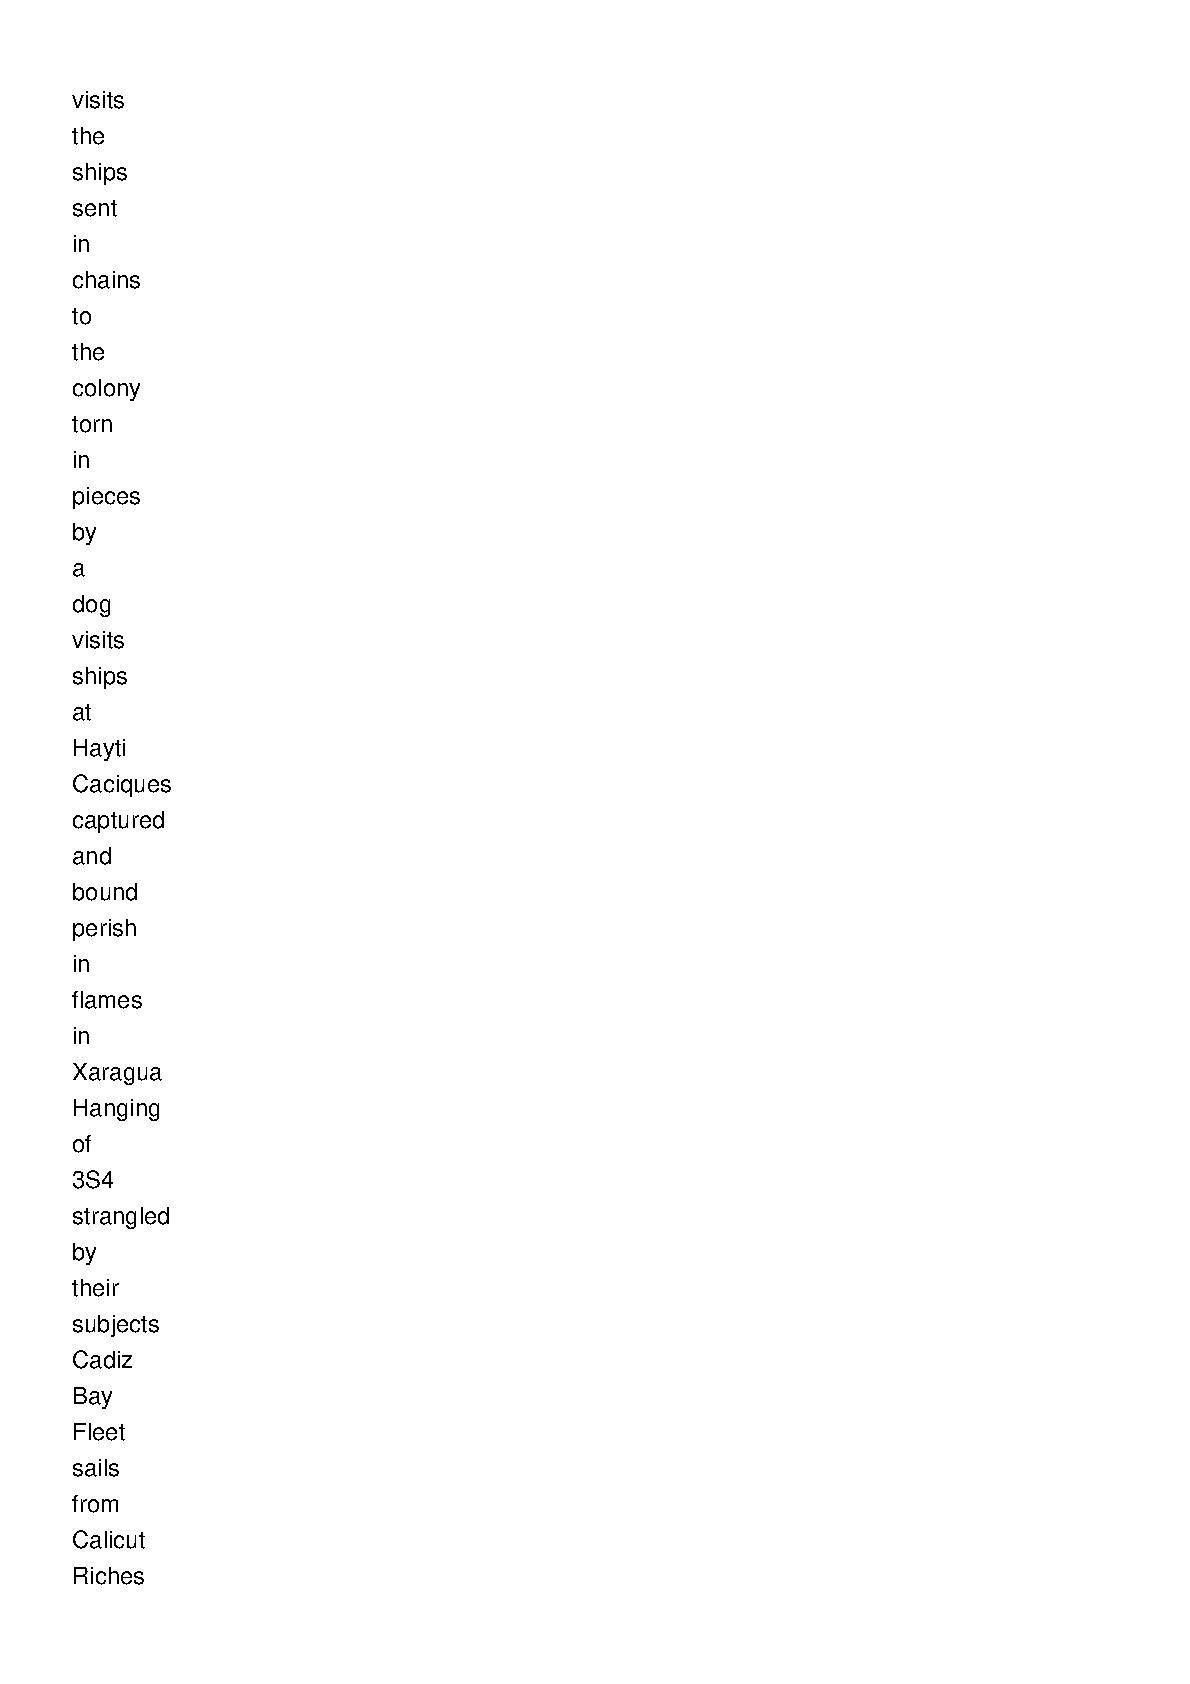 visits
the
ships
sent
in
chains
to
the
colony
torn
in
pieces
by
a
dog
visits
ships
at
Hayti
Caciques
captured
and
bound
perish
in
flames
in
Xaragua
Hanging
of
3S4
strangled
by
their
subjects
Cadiz
Bay
Fleet
sails
from
Calicut
Riches